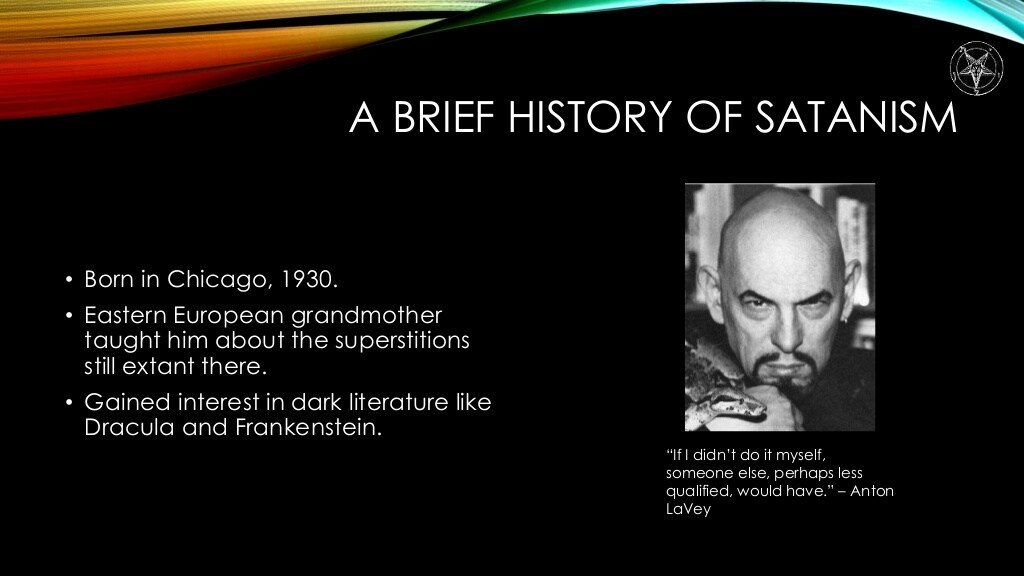 A BRIEF HISTORY OF SATANISM
• Born in Chicago, 1930.
• Eastern European grandmother
taught him about the superstitions
still extant there.
• Gained interest in dark literature like
Dracula and Frankenstein.
“If I didn’t do it myself,
someone else, perhaps less
qualified, would have.” – Anton
LaVey